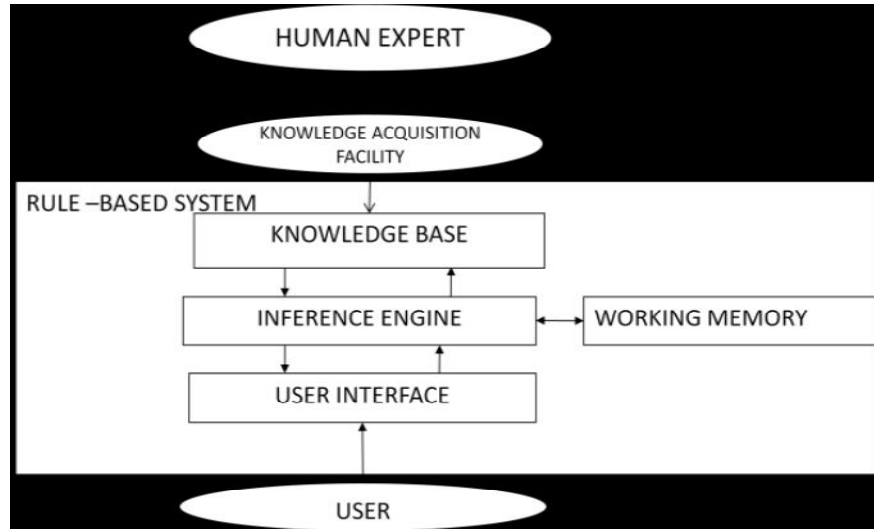 HUMAN EXPERT
KNOWLEDGE ACQUISITION
FACILITY
RULE –BASED SYSTEM
KNOWLEDGE BASE
INFERENCE ENGINE
WORKING MEMORY
USER INTERFACE
USER